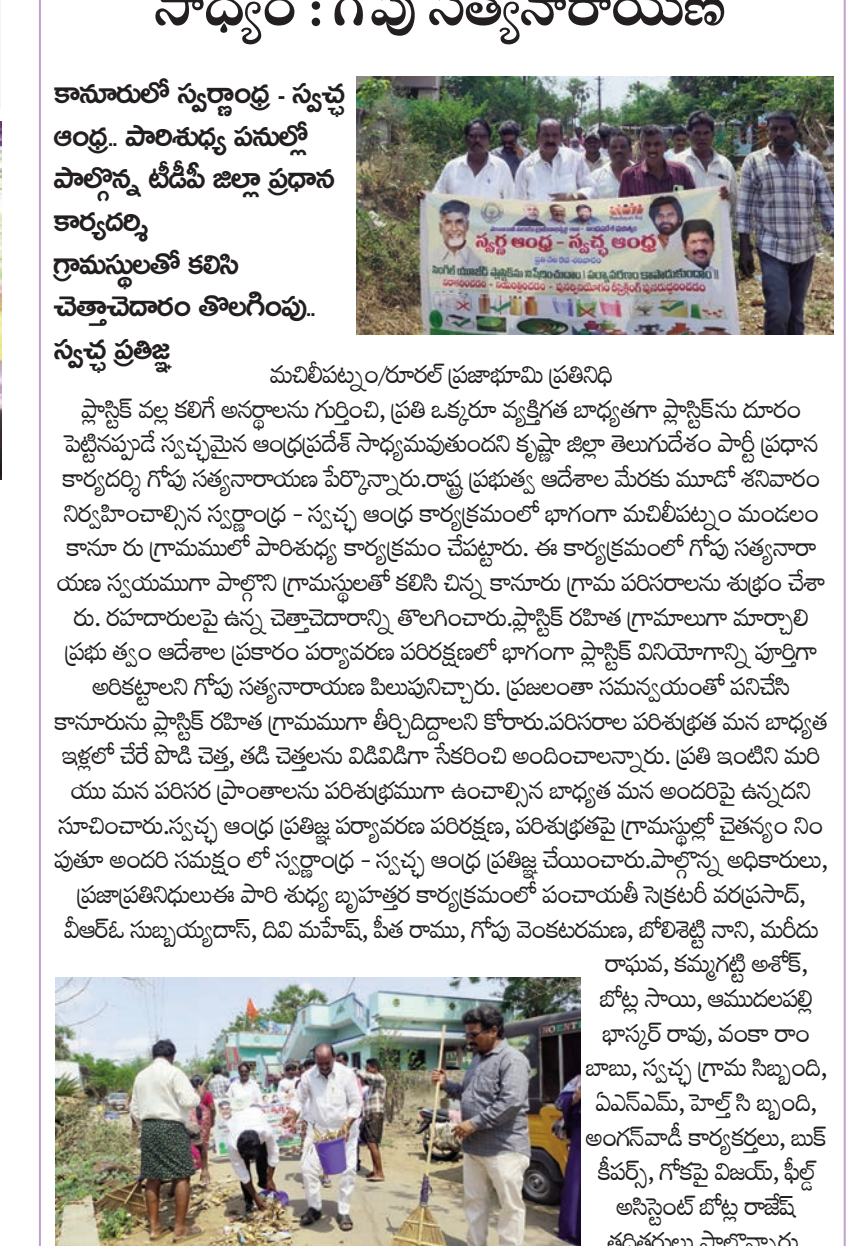 సాధ్యం : గోపు సత్యనారాయణ
కానూరులో స్వర్ణాంధ్ర - స్వచ్ఛ
ఆంధ్ర.. పారిశుధ్య పనుల్లో
పాల్గొన్న టీడీపీ జిల్లా ప్రధాన
కార్యదర్శి
గ్రామస్థులతో కలిసి
చెత్తాచెదారం తొలగింపు..
స్వచ్ఛ ప్రతిజ్ఞ
స్వర్ణ ఆంధ్ర - స్వచ్ఛ ఆంధ్ర
ప్రతి నెల 3వ శనివారం
మచిలీపట్నం/రూరల్ ప్రజాభూమి ప్రతినిధి
ప్లాస్టిక్ వల్ల కలిగే అనర్థాలను గుర్తించి, ప్రతి ఒక్కరూ వ్యక్తిగత బాధ్యతగా ప్లాస్టిక్‌ను దూరం
పెట్టినప్పుడే స్వచ్ఛమైన ఆంధ్రప్రదేశ్ సాధ్యమవుతుందని కృష్ణా జిల్లా తెలుగుదేశం పార్టీ ప్రధాన
కార్యదర్శి గోపు సత్యనారాయణ పేర్కొన్నారు.రాష్ట్ర ప్రభుత్వ ఆదేశాల మేరకు మూడో శనివారం
నిర్వహించాల్సిన స్వర్ణాంధ్ర – స్వచ్ఛ ఆంధ్ర కార్యక్రమంలో భాగంగా మచిలీపట్నం మండలం
కానూ రు గ్రామములో పారిశుధ్య కార్యక్రమం చేపట్టారు. ఈ కార్యక్రమంలో గోపు సత్యనారా
యణ స్వయముగా పాల్గొని గ్రామస్థులతో కలిసి చిన్న కానూరు గ్రామ పరిసరాలను శుభ్రం చేశా
రు. రహదారులపై ఉన్న చెత్తాచెదారాన్ని తొలగించారు.ప్లాస్టిక్ రహిత గ్రామాలుగా మార్చాలి
ప్రభు త్వం ఆదేశాల ప్రకారం పర్యావరణ పరిరక్షణలో భాగంగా ప్లాస్టిక్ వినియోగాన్ని పూర్తిగా
అరికట్టాలని గోపు సత్యనారాయణ పిలుపునిచ్చారు. ప్రజలంతా సమన్వయంతో పనిచేసి
కానూరును ప్లాస్టిక్ రహిత గ్రామముగా తీర్చిదిద్దాలని కోరారు.పరిసరాల పరిశుభ్రత మన బాధ్యత
ఇళ్లలో చేరే పొడి చెత్త, తడి చెత్తలను విడివిడిగా సేకరించి అందించాలన్నారు. ప్రతి ఇంటిని మరి
యు మన పరిసర ప్రాంతాలను పరిశుభ్రముగా ఉంచాల్సిన బాధ్యత మన అందరిపై ఉన్నదని
సూచించారు.స్వచ్ఛ ఆంధ్ర ప్రతిజ్ఞ పర్యావరణ పరిరక్షణ, పరిశుభ్రతపై గ్రామస్థుల్లో చైతన్యం నిం
పుతూ అందరి సమక్షం లో స్వర్ణాంధ్ర – స్వచ్ఛ ఆంధ్ర ప్రతిజ్ఞ చేయించారు.పాల్గొన్న అధికారులు,
ప్రజాప్రతినిధులుఈ పారి శుధ్య బృహత్తర కార్యక్రమంలో పంచాయతీ సెక్రటరీ వరప్రసాద్,
వీఆర్ఓ సుబ్బయ్యదాస్, దివి మహేష్, పీత రాము, గోపు వెంకటరమణ, బోలిశెట్టి నాని, మరీదు
రాఘవ, కమ్మగట్టి అశోక్,
బోట్ల సాయి, ఆముదలపల్లి
భాస్కర్ రావు, వంకా రాం
బాబు, స్వచ్ఛ గ్రామ సిబ్బంది,
ఏఎన్ఎమ్, హెల్త్ సి బ్బంది,
అంగన్‌వాడీ కార్యకర్తలు, బుక్
కీపర్స్, గోకపై విజయ్, ఫీల్డ్
అసిస్టెంట్ బోట్ల రాజేష్
తదితరులు పాల్గొన్నారు